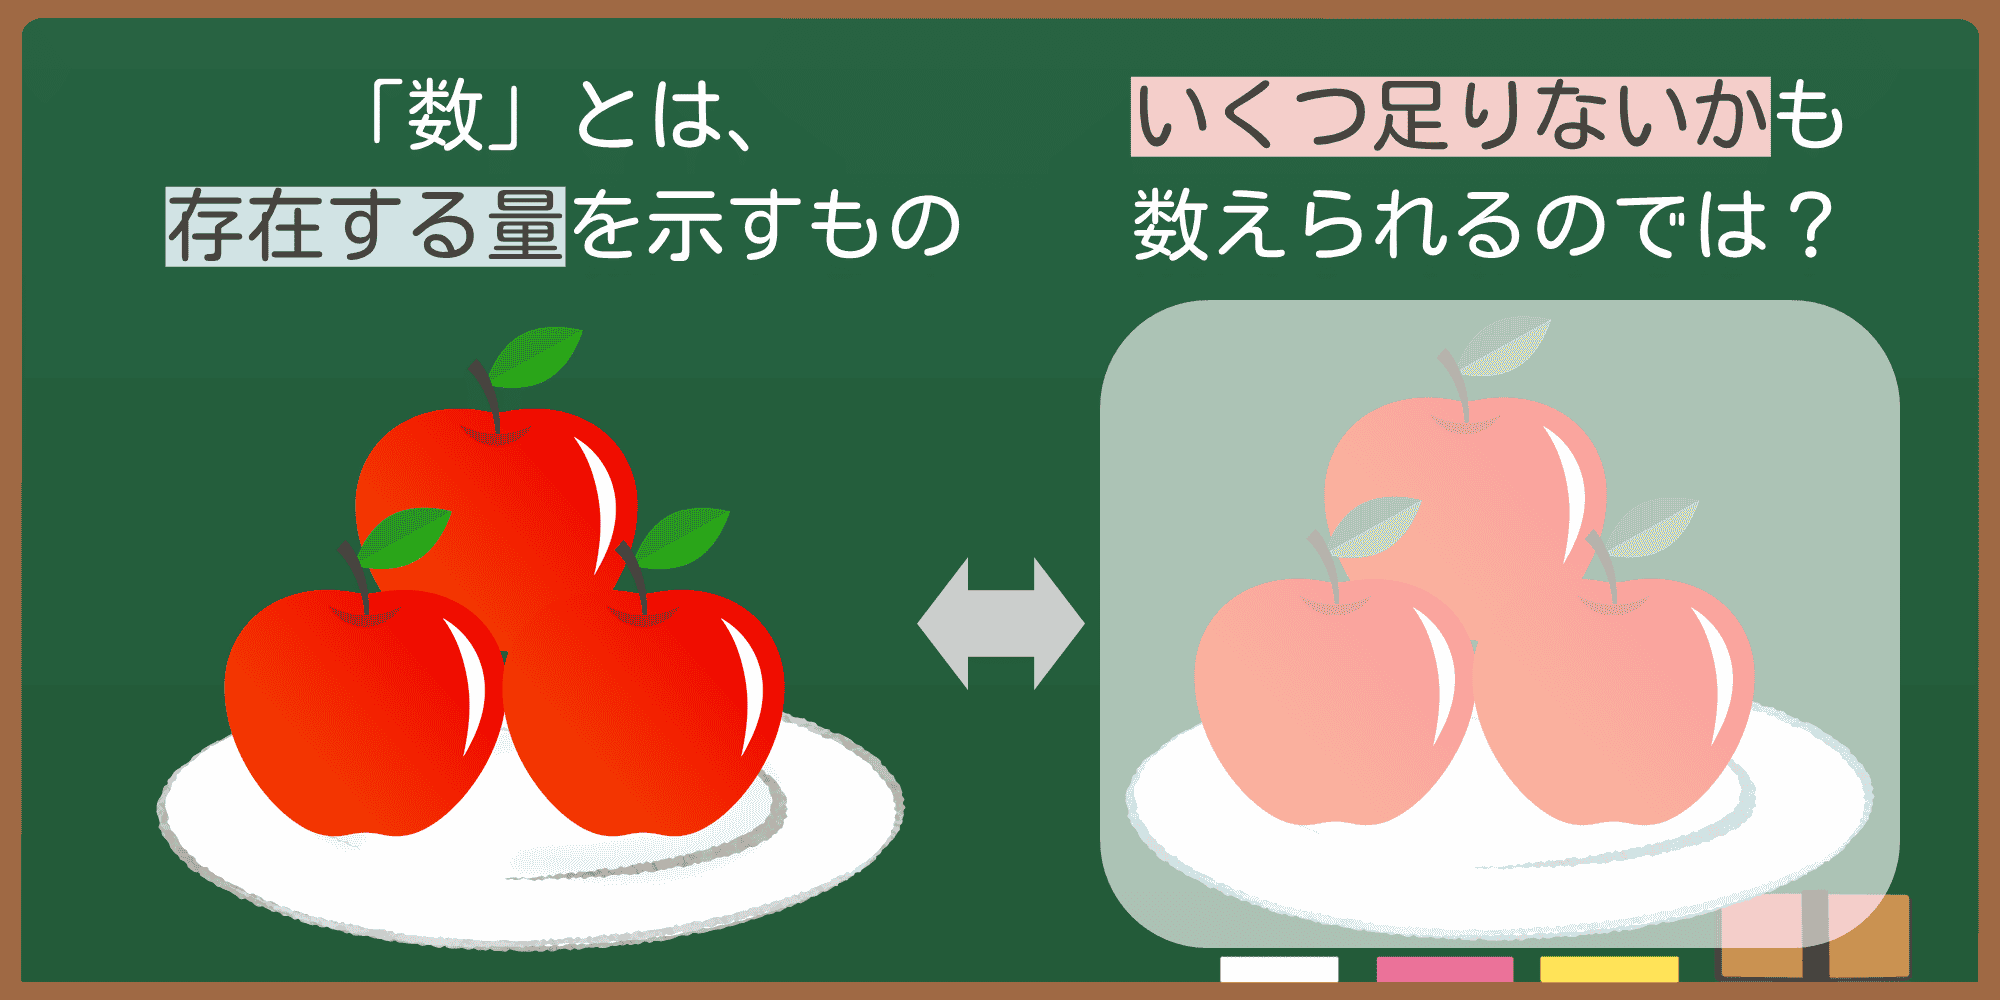 「数」とは、
存在する量を示すもの
いくつ足りないかも
数えられるのでは？